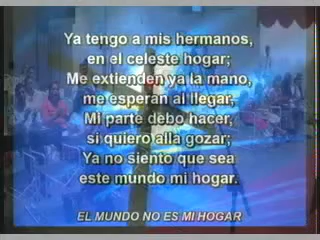 Ya tengo a mis hermanos,
en el celeste hogar;
Me extienden ya la mano,
me esperan al llegar,
Mi parte debo hacer,
si quiero alla gozar;
Ya no siento que sea
este mundo mi hogar.
EL MUNDO NO ES MI HOGAR